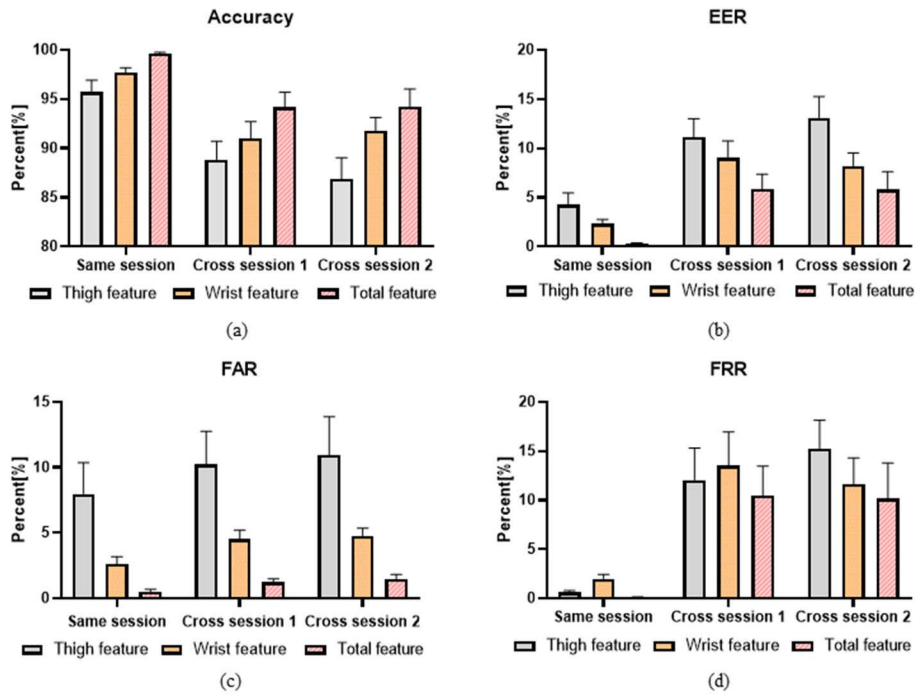 Accuracy
100
95
90
85
80
Percent[%]
Same session Cross session 1 Cross session 2
Thigh feature Wrist feature Total feature
(a)
EER
20
15
10
5
0
Percent[%]
Same session Cross session 1 Cross session 2
Thigh feature Wrist feature Total feature
(b)
FAR
15
10
5
0
Percent[%]
Same session Cross session 1 Cross session 2
Thigh feature Wrist feature Total feature
(c)
FRR
20
15
10
5
0
Percent[%]
Same session Cross session 1 Cross session 2
Thigh feature Wrist feature Total feature
(d)